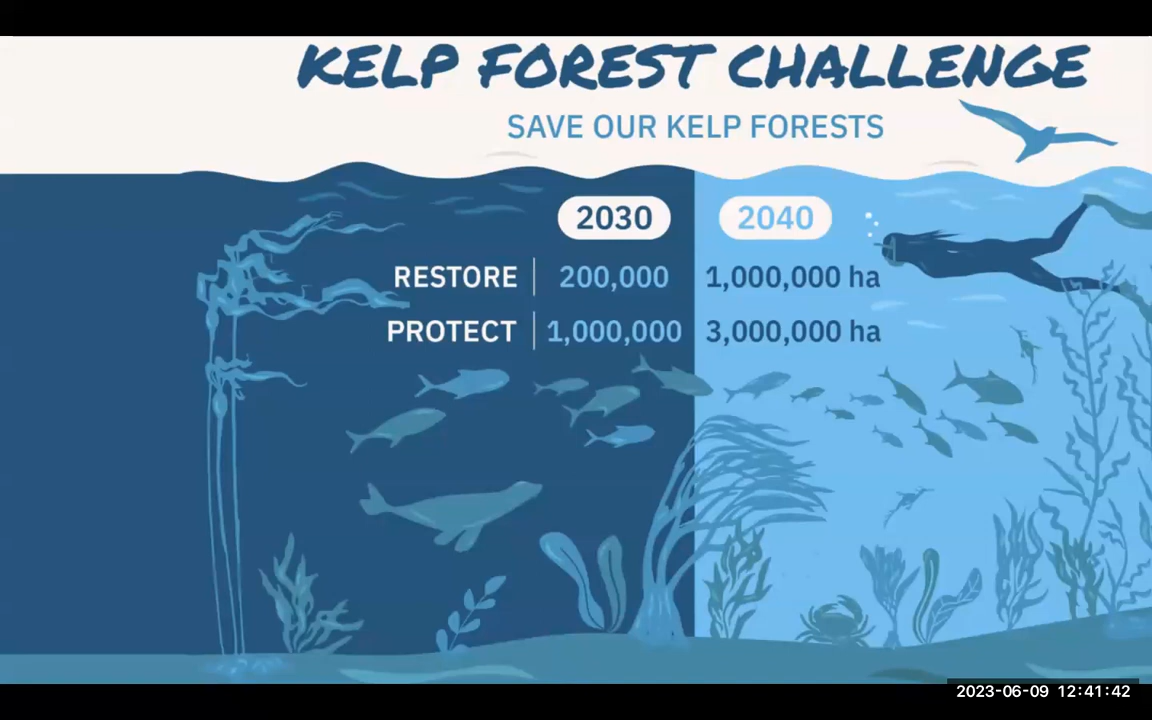 KELP FOREST CHALLENGE
SAVE OUR KELP FORESTS
2030 2040
RESTORE 200,000 1,000,000 ha
PROTECT 1,000,000 3,000,000 ha
2023-06-09 12:41:42